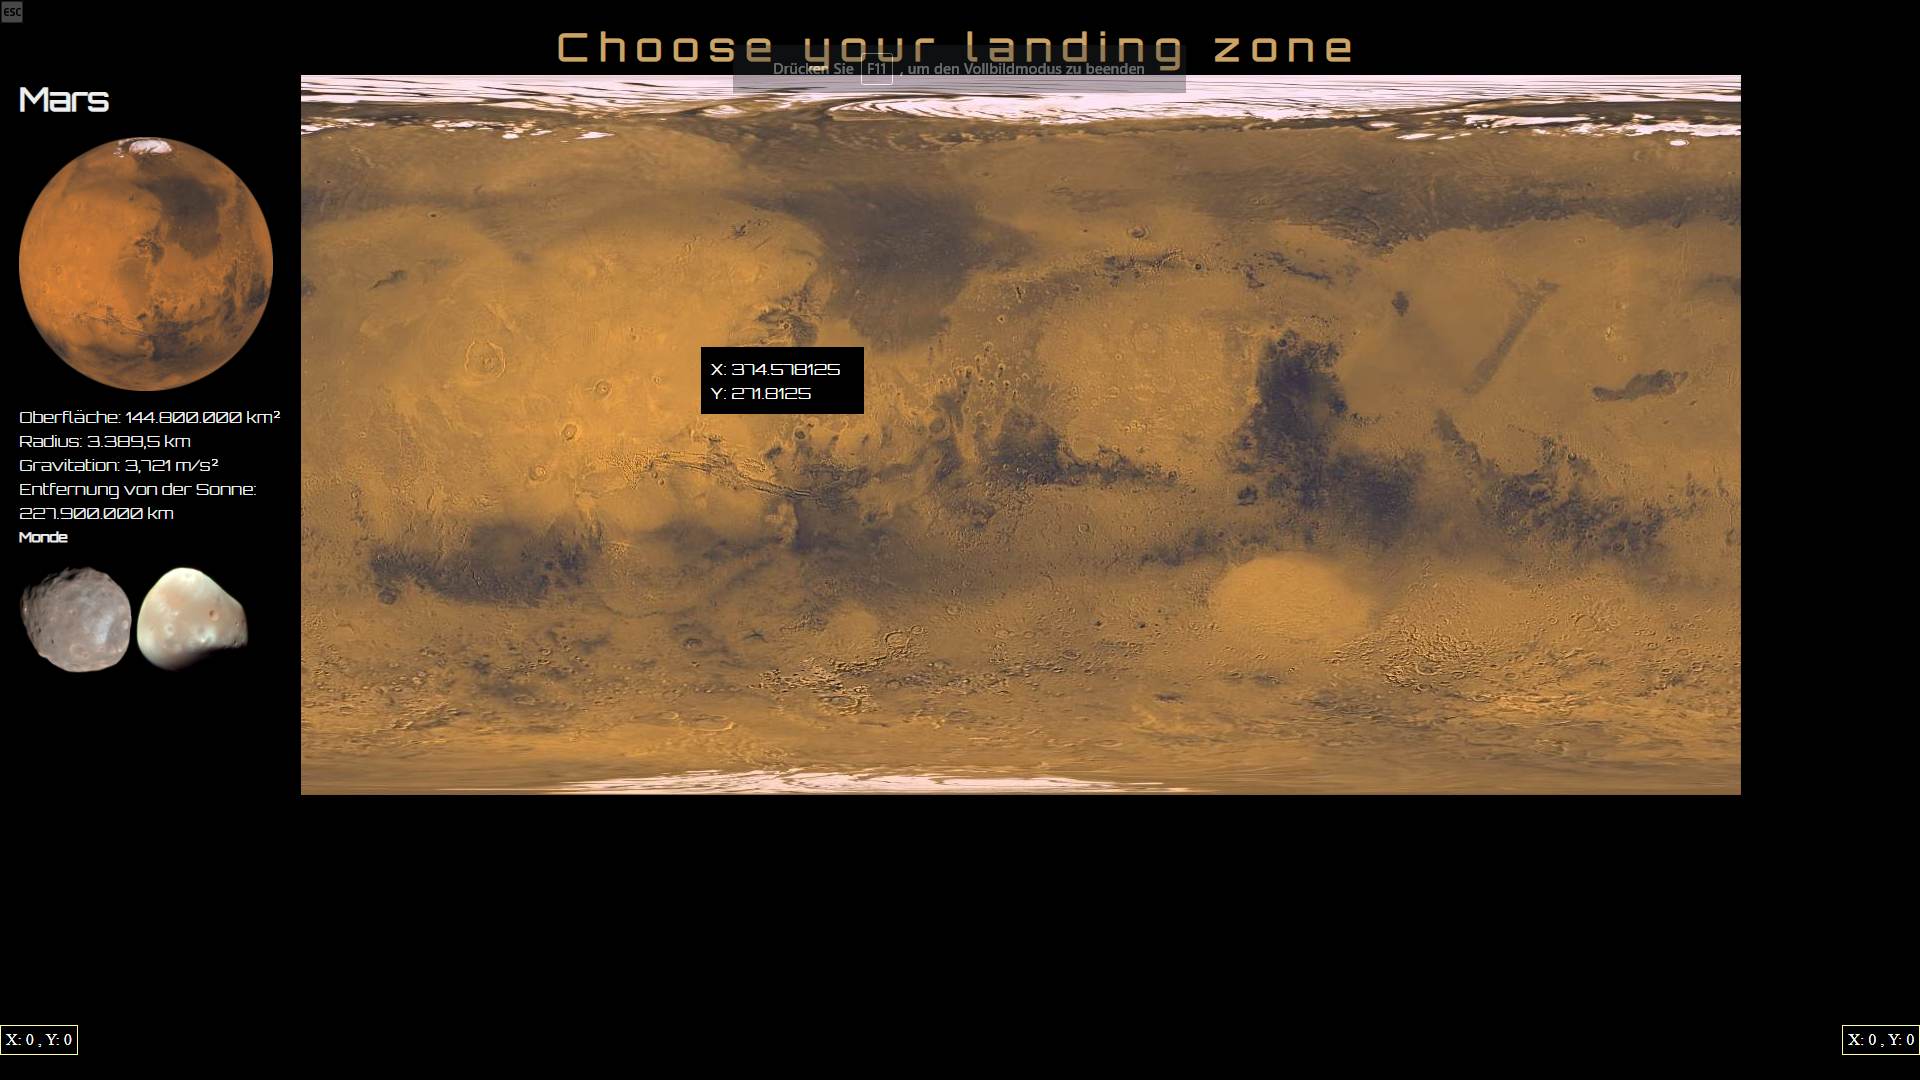 ESC
Choose your landing zone
Drücken Sie F11 , um den Vollbildmodus zu beenden
Mars
X: 374.578125
Y: 271.8125
Oberfläche: 144.800.000 km²
Radius: 3.389,5 km
Gravitation: 3,721 m/s²
Entfernung von der Sonne:
227.900.000 km
Monde
X: 0 , Y: 0
X: 0 , Y: 0